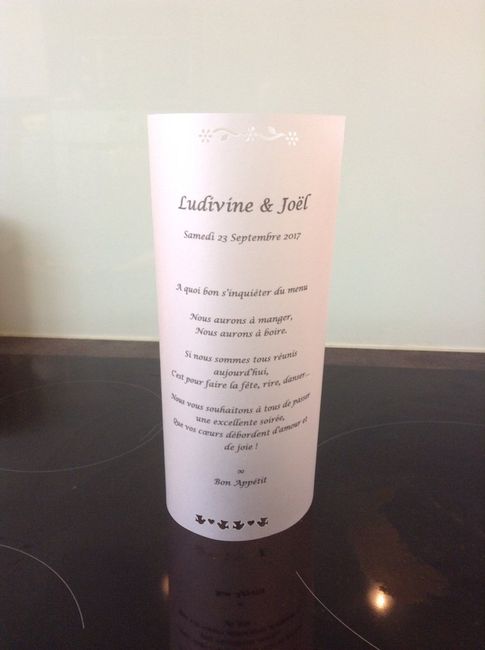 Ludivine & Joël
Samedi 23 Septembre 2017
A quoi bon s'inquiéter du menu
Nous aurons à manger,
Nous aurons à boire.
Si nous sommes tous réunis
aujourd'hui,
C'est pour faire la fête, rire, danser...
Nous vous souhaitons à tous de passer
une excellente soirée,
Que vos cœurs débordent d'amour et
de joie !
∞
Bon Appétit